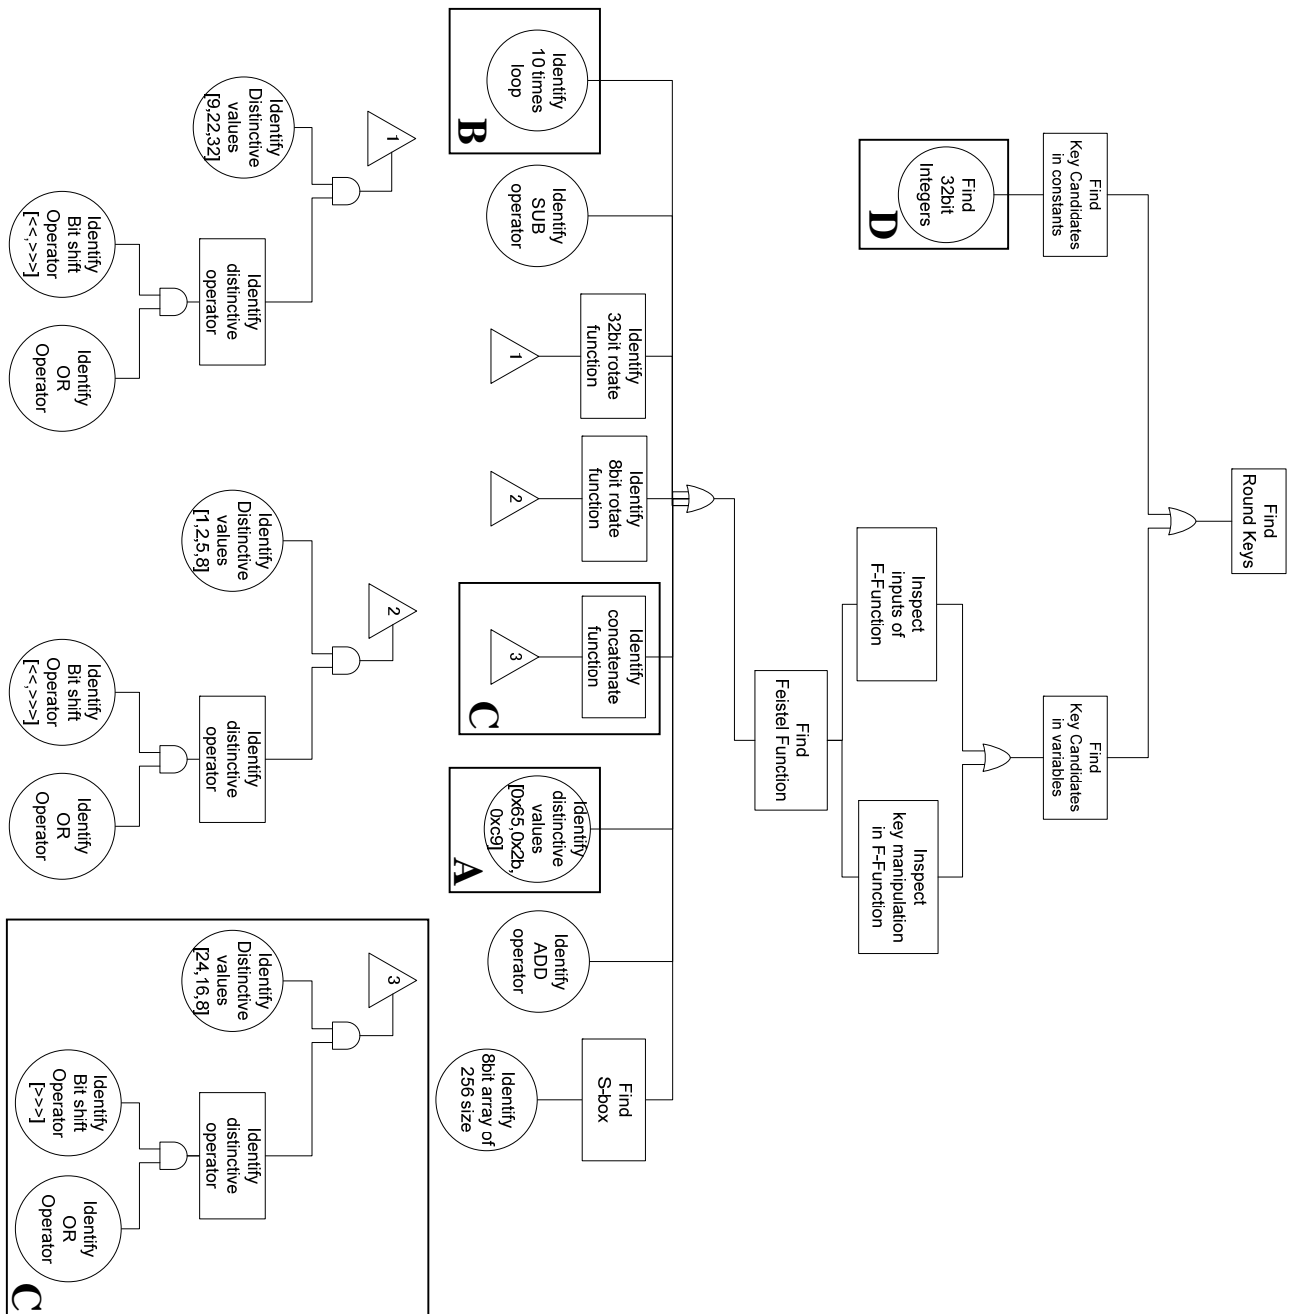 Find
Round Keys
Find
Key Candidates
in constants
Find
Key Candidates
in variables
Find
32bit
Integers
D
Inspect
inputs of
F-Function
Inspect
key manipulation
in F-Function
Find
Feistel Function
Identify
10 times
loop
B
Identify
SUB
operator
Identify
32bit rotate
function
1
Identify
8bit rotate
function
2
Identify
concatenate
function
3
C
Identify
distinctive
values
[0x65,0x2b,
0xc9]
A
Identify
ADD
operator
Find
S-box
Identify
8bit array of
256 size
1
Identify
Distinctive
values
[9,22,32]
Identify
distinctive
operator
Identify
Bit shift
Operator
[<<,>>>]
Identify
OR
Operator
2
Identify
Distinctive
values
[1,2,5,8]
Identify
distinctive
operator
Identify
Bit shift
Operator
[<<,>>>]
Identify
OR
Operator
3
Identify
Distinctive
values
[24,16,8]
Identify
distinctive
operator
Identify
Bit shift
Operator
[>>>]
Identify
OR
Operator
C